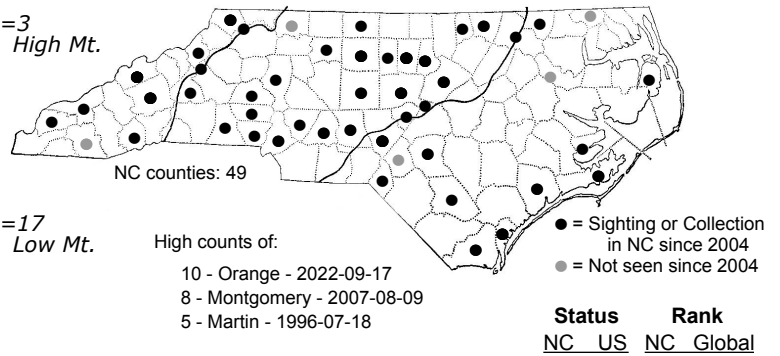 =3
High Mt.
NC counties: 49
=17
Low Mt.
High counts of:
10 - Orange - 2022-09-17
8 - Montgomery - 2007-08-09
5 - Martin - 1996-07-18
= Sighting or Collection
in NC since 2004
= Not seen since 2004
Status Rank
NC US NC Global